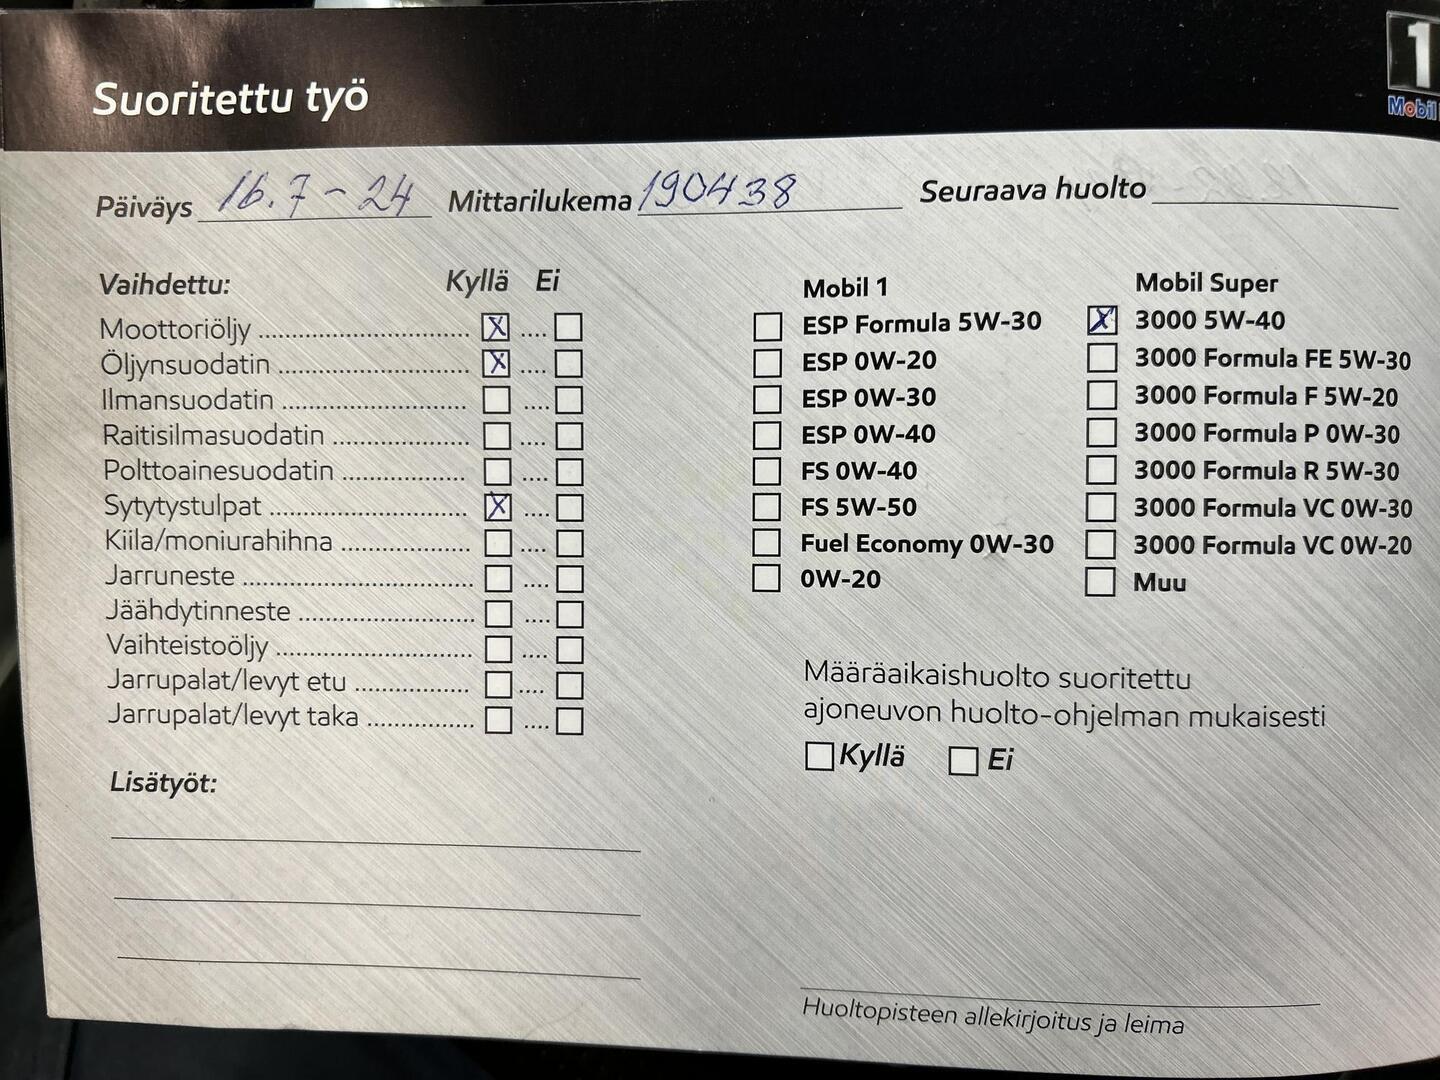 Suoritettu työ
1
Mobil
Päiväys 16.7-24 Mittarilukema 190438 Seuraava huolto
Vaihdettu: Kyllä Ei
Moottoriöljy .................... X .... 
Öljynsuodatin .................... X ....
Ilmansuodatin .................... ....
Raitisilmasuodatin .................... ....
Polttoainesuodatin .................... ....
Sytytystulpat .................... X ....
Kiila/moniurahihna .................... ....
Jarruneste .................... ....
Jäähdytinneste .................... ....
Vaihteistoöljy .................... ....
Jarrupalat/levyt etu .................... ....
Jarrupalat/levyt taka .................... ....
Lisätyöt:
Mobil 1
ESP Formula 5W-30
ESP 0W-20
ESP 0W-30
ESP 0W-40
FS 0W-40
FS 5W-50
Fuel Economy 0W-30
0W-20
Mobil Super
X 3000 5W-40
3000 Formula FE 5W-30
3000 Formula F 5W-20
3000 Formula P 0W-30
3000 Formula R 5W-30
3000 Formula VC 0W-30
3000 Formula VC 0W-20
Muu
Määräaikaishuolto suoritettu
ajoneuvon huolto-ohjelman mukaisesti
Kyllä Ei
Huoltopisteen allekirjoitus ja leima